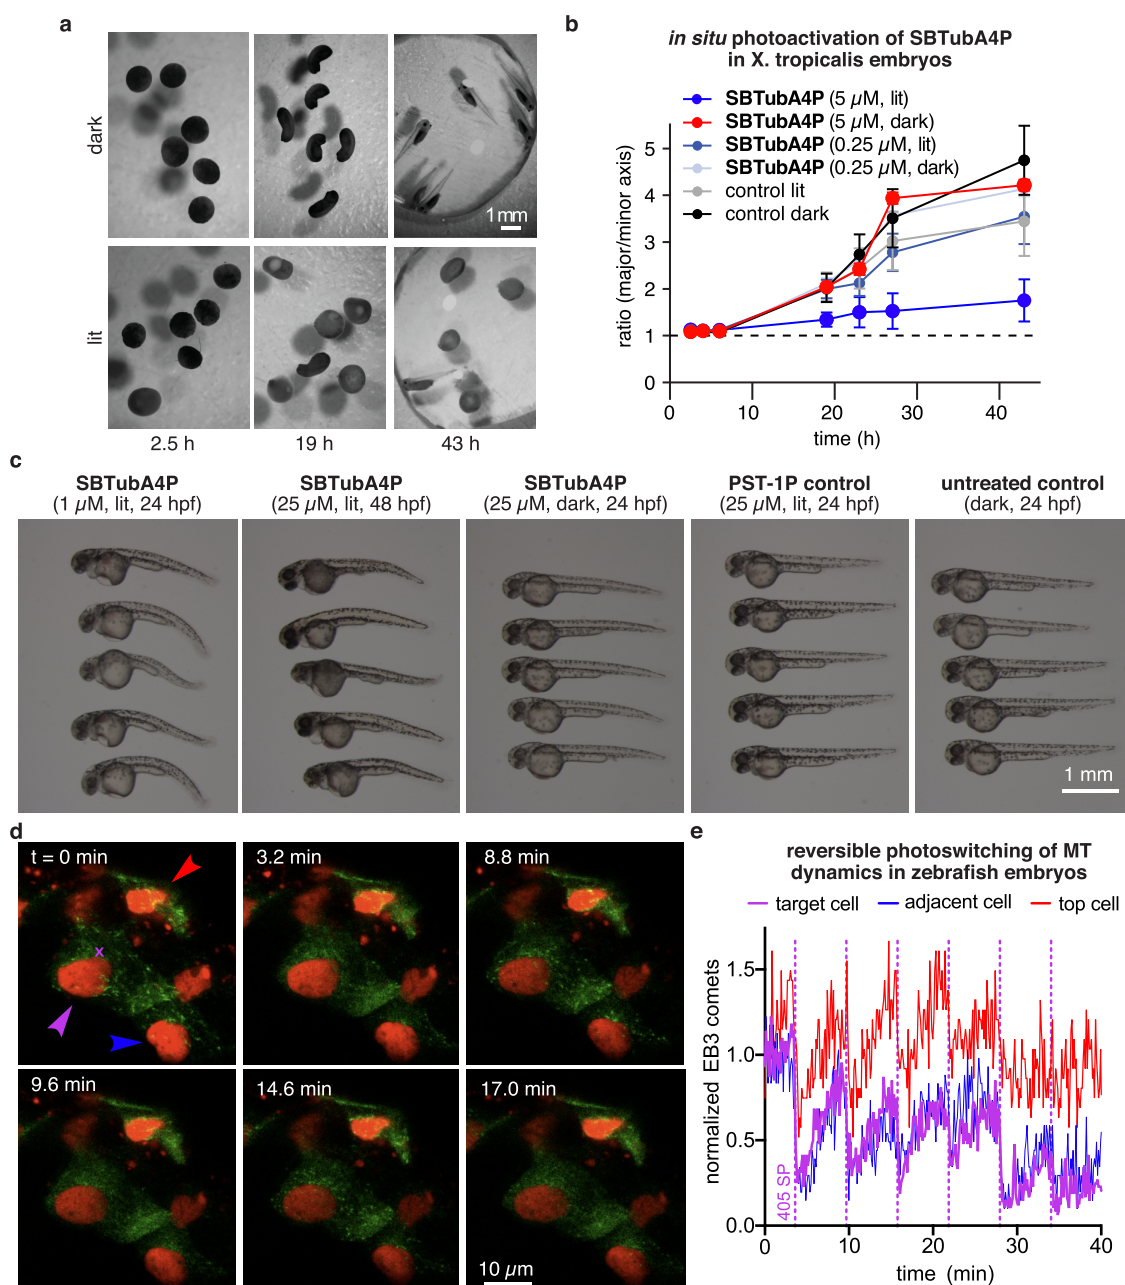 a
dark
lit
1 mm
2.5 h
19 h
43 h
b
in situ photoactivation of SBTubA4P
in X. tropicalis embryos
SBTubA4P (5 µM, lit)
SBTubA4P (5 µM, dark)
SBTubA4P (0.25 µM, lit)
SBTubA4P (0.25 µM, dark)
control lit
control dark
ratio (major/minor axis)
5
4
3
2
1
0
0 10 20 30 40
time (h)
c
SBTubA4P
(1 µM, lit, 24 hpf)
SBTubA4P
(25 µM, lit, 48 hpf)
SBTubA4P
(25 µM, dark, 24 hpf)
PST-1P control
(25 µM, lit, 24 hpf)
untreated control
(dark, 24 hpf)
1 mm
d
t = 0 min
3.2 min
8.8 min
x
9.6 min
14.6 min
17.0 min
10 µm
e
reversible photoswitching of MT
dynamics in zebrafish embryos
target cell
adjacent cell
top cell
normalized EB3 comets
1.5
1.0
0.5
0.0
405 SP
0 10 20 30 40
time (min)